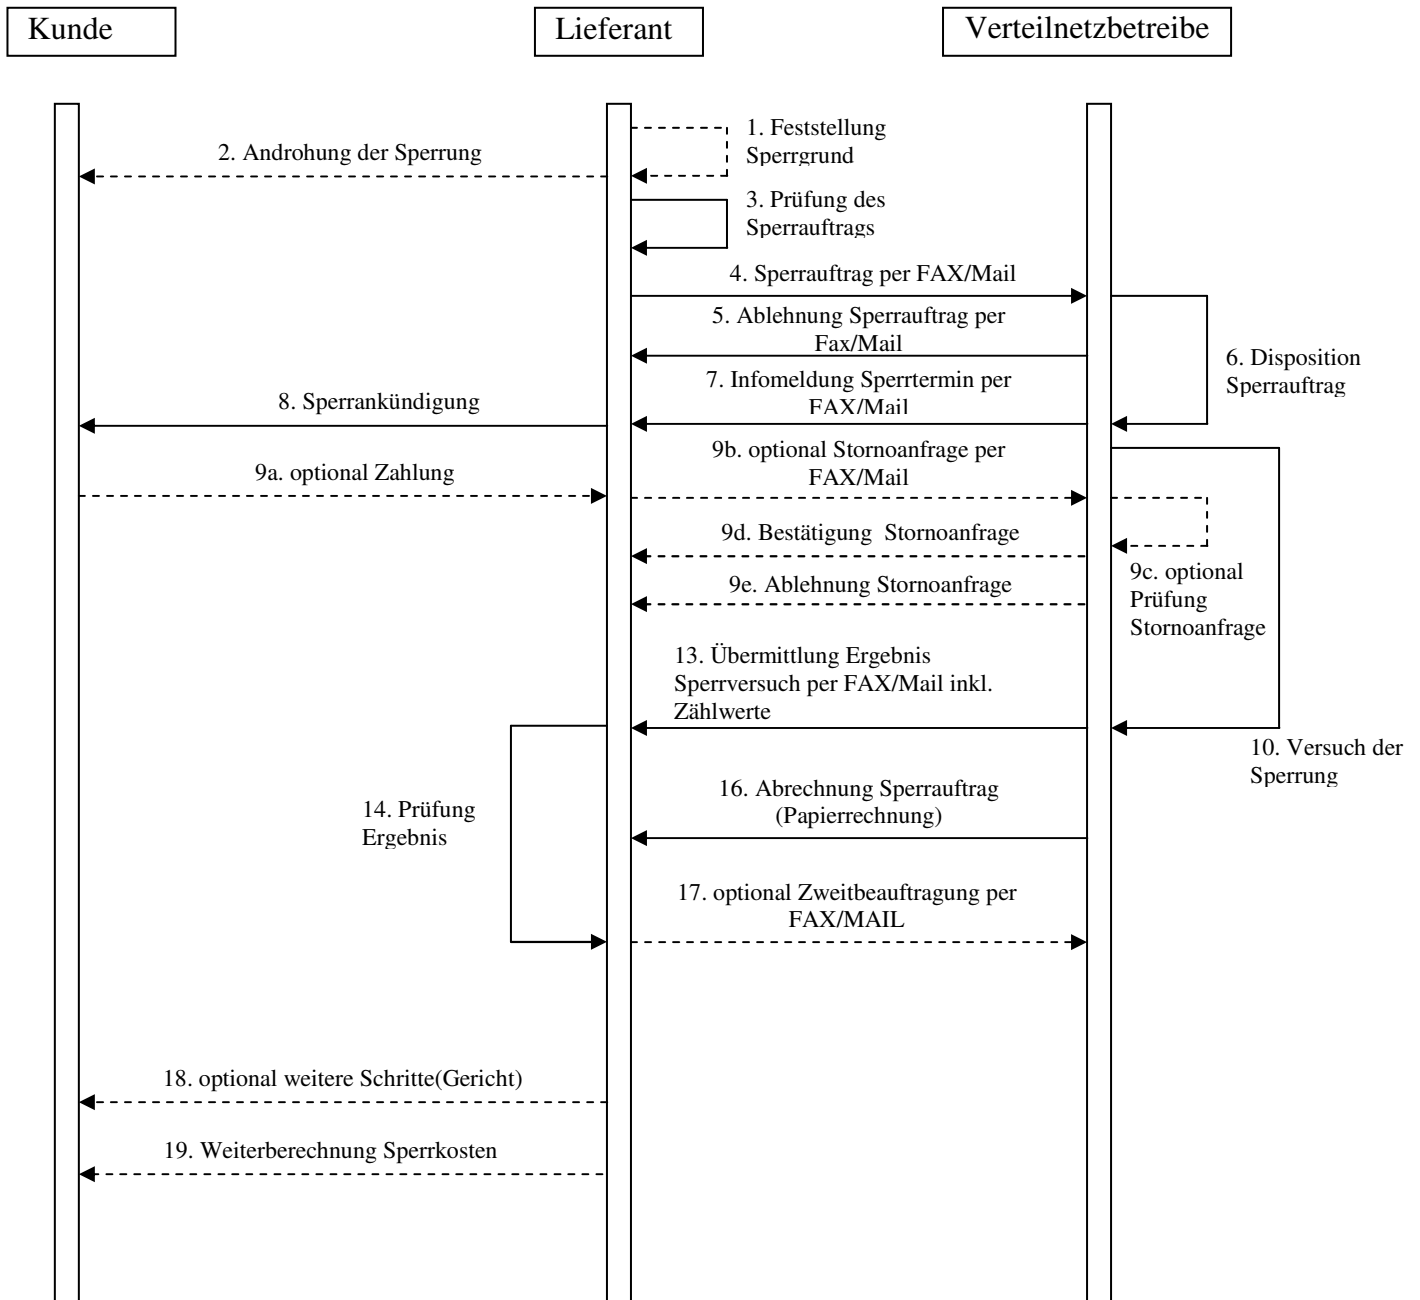 Kunde
Lieferant
Verteilnetzbetreibe
1. Feststellung
Sperrgrund
2. Androhung der Sperrung
3. Prüfung des
Sperrauftrags
4. Sperrauftrag per FAX/Mail
5. Ablehnung Sperrauftrag per
Fax/Mail
6. Disposition
Sperrauftrag
7. Infomeldung Sperrtermin per
FAX/Mail
8. Sperrankündigung
9a. optional Zahlung
9b. optional Stornoanfrage per
FAX/Mail
9d. Bestätigung  Stornoanfrage
9c. optional
Prüfung
Stornoanfrage
9e. Ablehnung Stornoanfrage
13. Übermittlung Ergebnis
Sperrversuch per FAX/Mail inkl.
Zählwerte
10. Versuch der
Sperrung
14. Prüfung
Ergebnis
16. Abrechnung Sperrauftrag
(Papierrechnung)
17. optional Zweitbeauftragung per
FAX/MAIL
18. optional weitere Schritte(Gericht)
19. Weiterberechnung Sperrkosten